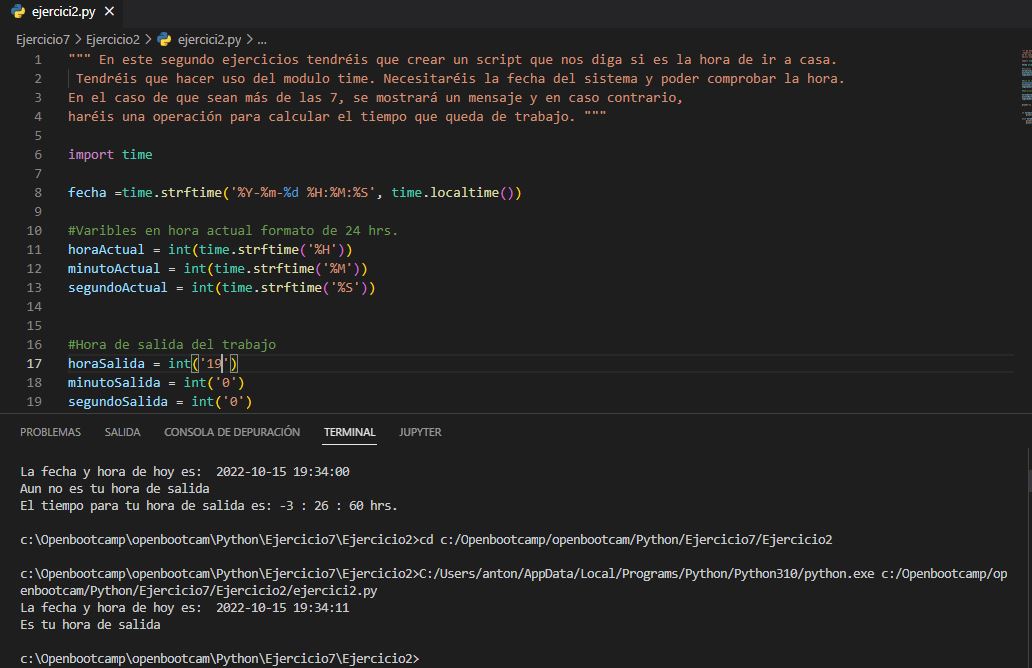 ejercici2.py ×
Ejercicio7 > Ejercicio2 > ejercici2.py > ...
1 """ En este segundo ejercicios tendréis que crear un script que nos diga si es la hora de ir a casa.
2 Tendréis que hacer uso del modulo time. Necesitaréis la fecha del sistema y poder comprobar la hora.
3 En el caso de que sean más de las 7, se mostrará un mensaje y en caso contrario,
4 haréis una operación para calcular el tiempo que queda de trabajo. """
5
6 import time
7
8 fecha =time.strftime('%Y-%m-%d %H:%M:%S', time.localtime())
9
10 #Varibles en hora actual formato de 24 hrs.
11 horaActual = int(time.strftime('%H'))
12 minutoActual = int(time.strftime('%M'))
13 segundoActual = int(time.strftime('%S'))
14
15
16 #Hora de salida del trabajo
17 horaSalida = int('19')
18 minutoSalida = int('0')
19 segundoSalida = int('0')
PROBLEMAS SALIDA CONSOLA DE DEPURACIÓN TERMINAL JUPYTER
La fecha y hora de hoy es:  2022-10-15 19:34:00
Aun no es tu hora de salida
El tiempo para tu hora de salida es: -3 : 26 : 60 hrs.
c:\Openbootcamp\openbootcam\Python\Ejercicio7\Ejercicio2>cd c:/Openbootcamp/openbootcam/Python/Ejercicio7/Ejercicio2
c:\Openbootcamp\openbootcam\Python\Ejercicio7\Ejercicio2>C:/Users/anton/AppData/Local/Programs/Python/Python310/python.exe c:/Openbootcamp/op
enbootcam/Python/Ejercicio7/Ejercicio2/ejercici2.py
La fecha y hora de hoy es:  2022-10-15 19:34:11
Es tu hora de salida
c:\Openbootcamp\openbootcam\Python\Ejercicio7\Ejercicio2>